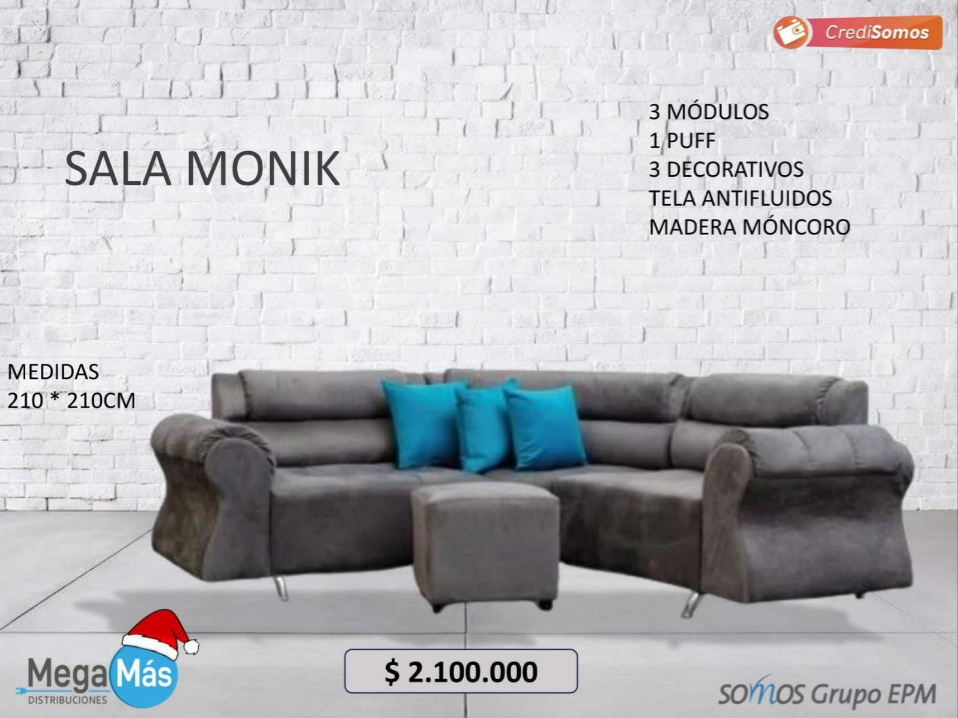 CrediSomos
3 MÓDULOS
1 PUFF
3 DECORATIVOS
TELA ANTIFLUIDOS
MADERA MÓNCORO
SALA MONIK
MEDIDAS
210 * 210CM
MegaMás
DISTRIBUCIONES
$ 2.100.000
SOMOS Grupo EPM